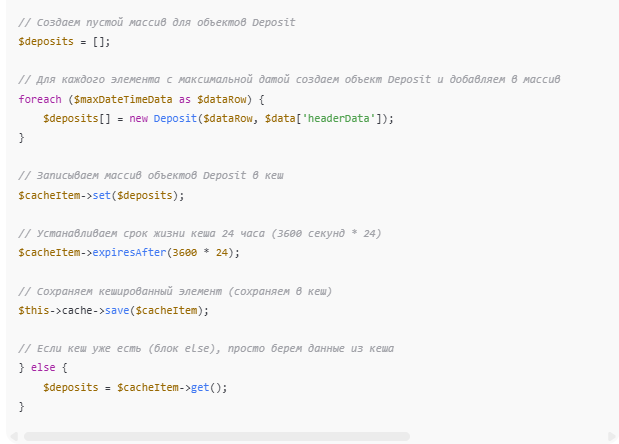 // Создаем пустой массив для объектов Deposit
$deposits = [];
// Для каждого элемента с максимальной датой создаем объект Deposit и добавляем в массив
foreach ($maxDateTimeData as $dataRow) {
$deposits[] = new Deposit($dataRow, $data['headerData']);
}
// Записываем массив объектов Deposit в кеш
$cacheItem->set($deposits);
// Устанавливаем срок жизни кеша 24 часа (3600 секунд * 24)
$cacheItem->expiresAfter(3600 * 24);
// Сохраняем кешированный элемент (сохраняем в кеш)
$this->cache->save($cacheItem);
// Если кеш уже есть (блок else), просто берем данные из кеша
} else {
$deposits = $cacheItem->get();
}